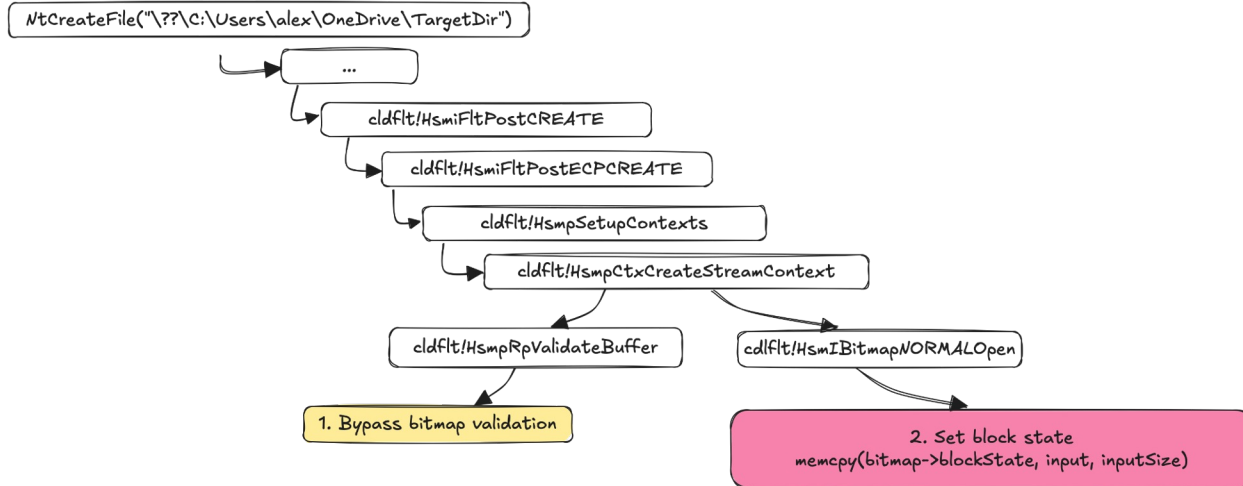 NtCreateFile("\??\C:\Users\alex\OneDrive\TargetDir")
...
cldflt!HsmiFltPostCREATE
cldflt!HsmiFltPostECPCREATE
cldflt!HsmpSetupContexts
cldflt!HsmpCtxCreateStreamContext
cldflt!HsmpRpValidateBuffer
cdlflt!HsmIBitmapNORMALOpen
1. Bypass bitmap validation
2. Set block state
memcpy(bitmap->blockState, input, inputSize)